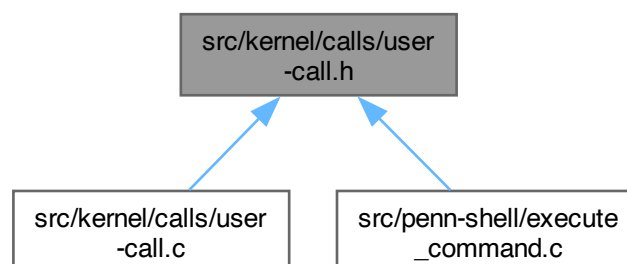 src/kernel/calls/user
-call.h
src/kernel/calls/user
-call.c
src/penn-shell/execute
_command.c